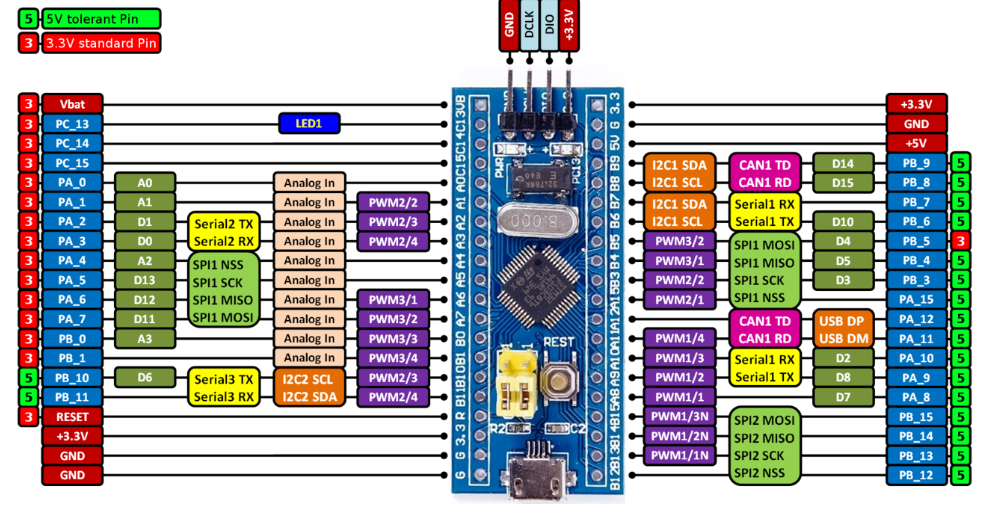 5 5V tolerant Pin
3 3.3V standard Pin
GND DCLK DIO +3.3V
3 Vbat VB 3.3 +3.3V
3 PC_13 LED1 C13 G GND
3 PC_14 C14 5V +5V
3 PC_15 C15 B9 I2C1 SDA CAN1 TD D14 PB_9 5
3 PA_0 A0 Analog In A0 B8 I2C1 SCL CAN1 RD D15 PB_8 5
3 PA_1 A1 Analog In PWM2/2 A1 B7 I2C1 SDA Serial1 RX PB_7 5
3 PA_2 D1 Serial2 TX Analog In PWM2/3 A2 B6 I2C1 SCL Serial1 TX D10 PB_6 5
3 PA_3 D0 Serial2 RX Analog In PWM2/4 A3 B5 PWM3/2 SPI1 MOSI D4 PB_5 3
3 PA_4 A2 SPI1 NSS Analog In A4 B4 PWM3/1 SPI1 MISO D5 PB_4 5
3 PA_5 D13 SPI1 SCK Analog In A5 B3 PWM2/2 SPI1 SCK D3 PB_3 5
3 PA_6 D12 SPI1 MISO Analog In PWM3/1 A6 A15 PWM2/1 SPI1 NSS PA_15 5
3 PA_7 D11 SPI1 MOSI Analog In PWM3/2 A7 A12 CAN1 TD USB DP PA_12 5
3 PB_0 A3 Analog In PWM3/3 B0 A11 PWM1/4 CAN1 RD USB DM PA_11 5
3 PB_1 Analog In PWM3/4 B1 A10 PWM1/3 Serial1 RX D2 PA_10 5
5 PB_10 D6 Serial3 TX I2C2 SCL PWM2/3 B10 A9 PWM1/2 Serial1 TX D8 PA_9 5
5 PB_11 Serial3 RX I2C2 SDA PWM2/4 B11 A8 PWM1/1 D7 PA_8 5
3 RESET R B15 PWM1/3N SPI2 MOSI PB_15 5
+3.3V 3.3 B14 PWM1/2N SPI2 MISO PB_14 5
GND G B13 PWM1/1N SPI2 SCK PB_13 5
GND G B12 SPI2 NSS PB_12 5
PWR + + PC13
8.000
REST
R2 C2